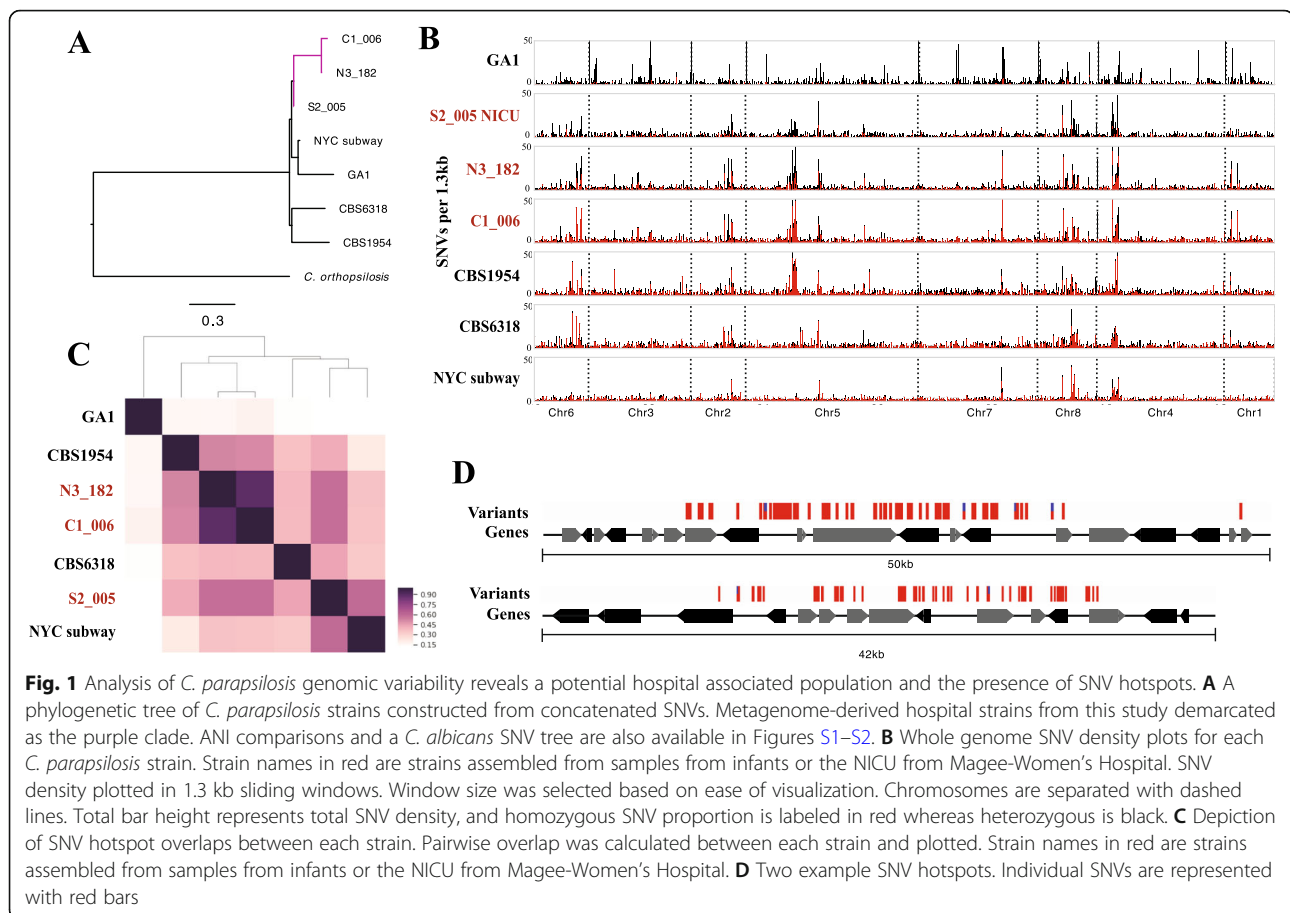 A
C1_006
N3_182
S2_005
NYC subway
GA1
CBS6318
CBS1954
C. orthopsilosis
0.3
B
SNVs per 1.3kb
GA1
50
0
S2_005 NICU
50
0
N3_182
50
0
C1_006
50
0
CBS1954
50
0
CBS6318
50
0
NYC subway
50
0
Chr6 Chr3 Chr2 Chr5 Chr7 Chr8 Chr4 Chr1
C
GA1
CBS1954
N3_182
C1_006
CBS6318
S2_005
NYC subway
0.90
0.75
0.60
0.45
0.30
0.15
D
Variants
Genes
50kb
Variants
Genes
42kb
Fig. 1 Analysis of C. parapsilosis genomic variability reveals a potential hospital associated population and the presence of SNV hotspots. A A
phylogenetic tree of C. parapsilosis strains constructed from concatenated SNVs. Metagenome-derived hospital strains from this study demarcated
as the purple clade. ANI comparisons and a C. albicans SNV tree are also available in Figures S1–S2. B Whole genome SNV density plots for each
C. parapsilosis strain. Strain names in red are strains assembled from samples from infants or the NICU from Magee-Women's Hospital. SNV
density plotted in 1.3 kb sliding windows. Window size was selected based on ease of visualization. Chromosomes are separated with dashed
lines. Total bar height represents total SNV density, and homozygous SNV proportion is labeled in red whereas heterozygous is black. C Depiction
of SNV hotspot overlaps between each strain. Pairwise overlap was calculated between each strain and plotted. Strain names in red are strains
assembled from samples from infants or the NICU from Magee-Women's Hospital. D Two example SNV hotspots. Individual SNVs are represented
with red bars